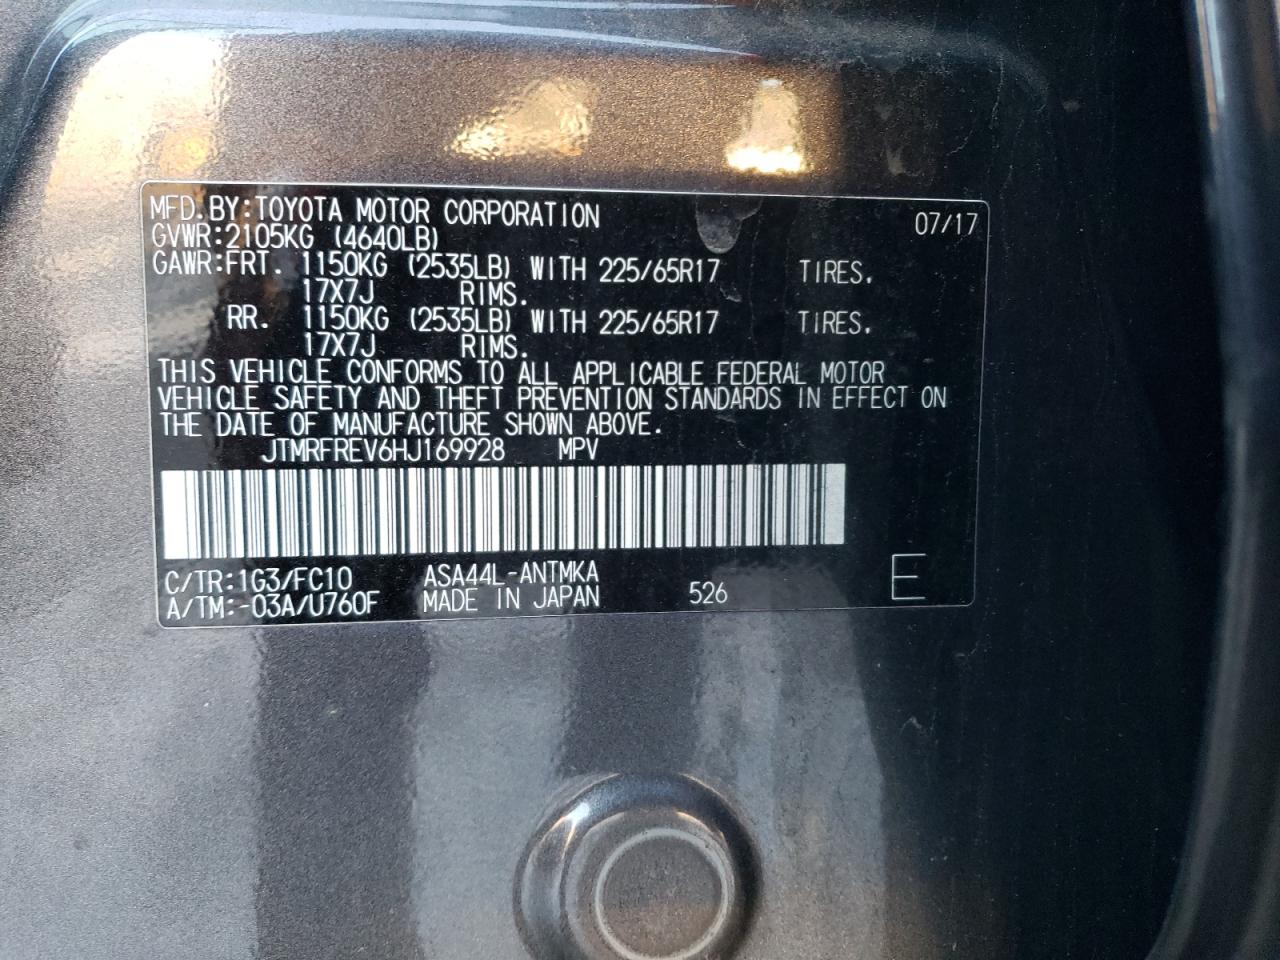 MFD.BY:TOYOTA MOTOR CORPORATION 07/17
GVWR:2105KG (4640LB)
GAWR:FRT. 1150KG (2535LB) WITH 225/65R17 TIRES.
17X7J RIMS.
RR. 1150KG (2535LB) WITH 225/65R17 TIRES.
17X7J RIMS.
THIS VEHICLE CONFORMS TO ALL APPLICABLE FEDERAL MOTOR
VEHICLE SAFETY AND THEFT PREVENTION STANDARDS IN EFFECT ON
THE DATE OF MANUFACTURE SHOWN ABOVE.
JTMRFREV6HJ169928 MPV
C/TR:1G3/FC10 ASA44L-ANTMKA
A/TM:-03A/U760F MADE IN JAPAN 526 E